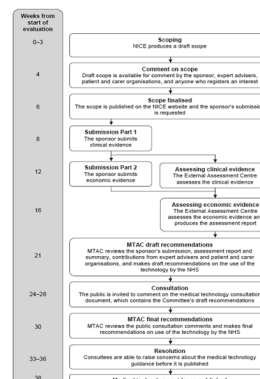 Weeks from
start of
evaluation
0–3
Scoping
NICE produces a draft scope
4
Comment on scope
Draft scope is available for comment by the sponsor, expert advisers,
patient and carer organisations, and anyone who registers an interest
6
Scope finalised
The scope is published on the NICE website and the sponsor's submission
is requested
8
Submission Part 1
The sponsor submits
clinical evidence
12
Submission Part 2
The sponsor submits
economic evidence
Assessing clinical evidence
The External Assessment Centre
assesses the clinical evidence
16
Assessing economic evidence
The External Assessment Centre
assesses the economic evidence and
produces the assessment report
21
MTAC draft recommendations
MTAC reviews the sponsor's submission, assessment report and
summary, contributions from expert advisers and patient and carer
organisations, and makes draft recommendations on the use of the
technology by the NHS
24–28
Consultation
The public is invited to comment on the medical technology consultation
document, which contains the Committee's draft recommendations
30
MTAC final recommendations
MTAC reviews the public consultation comments and makes final
recommendations on use of the technology by the NHS
33–36
Resolution
Consultees are able to raise concerns about the medical technology
guidance before it is published
38